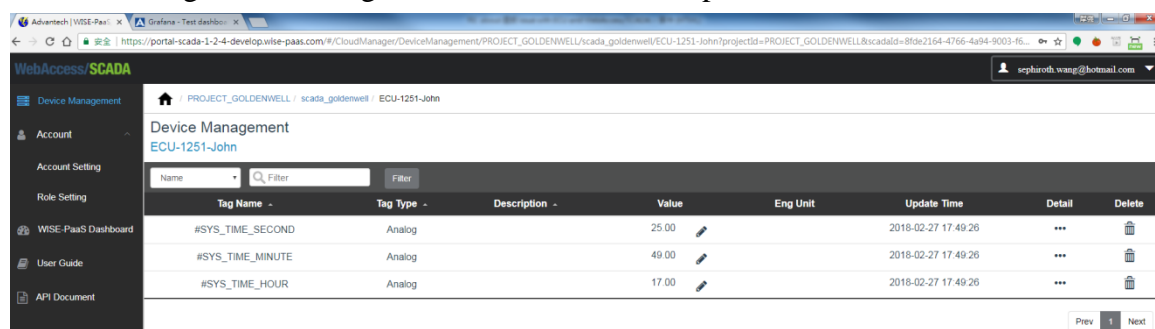 Advantech | WISE-PaaS
Grafana - Test dashboa
安全
https://portal-scada-1-2-4-develop.wise-paas.com/#/CloudManager/DeviceManagement/PROJECT_GOLDENWELL/scada_goldenwell/ECU-1251-John?projectId=PROJECT_GOLDENWELL&scadaId=8fde2164-4766-4a94-9003-f6...
WebAccess/SCADA
sephiroth.wang@hotmail.com
Device Management
/ PROJECT_GOLDENWELL / scada_goldenwell / ECU-1251-John
Account
Account Setting
Role Setting
WISE-PaaS Dashboard
User Guide
API Document
Device Management
ECU-1251-John
Name Filter Filter
Tag Name Tag Type Description Value Eng Unit Update Time Detail Delete
#SYS_TIME_SECOND Analog 25.00 2018-02-27 17:49:26 •••
#SYS_TIME_MINUTE Analog 49.00 2018-02-27 17:49:26 •••
#SYS_TIME_HOUR Analog 17.00 2018-02-27 17:49:26 •••
Prev 1 Next